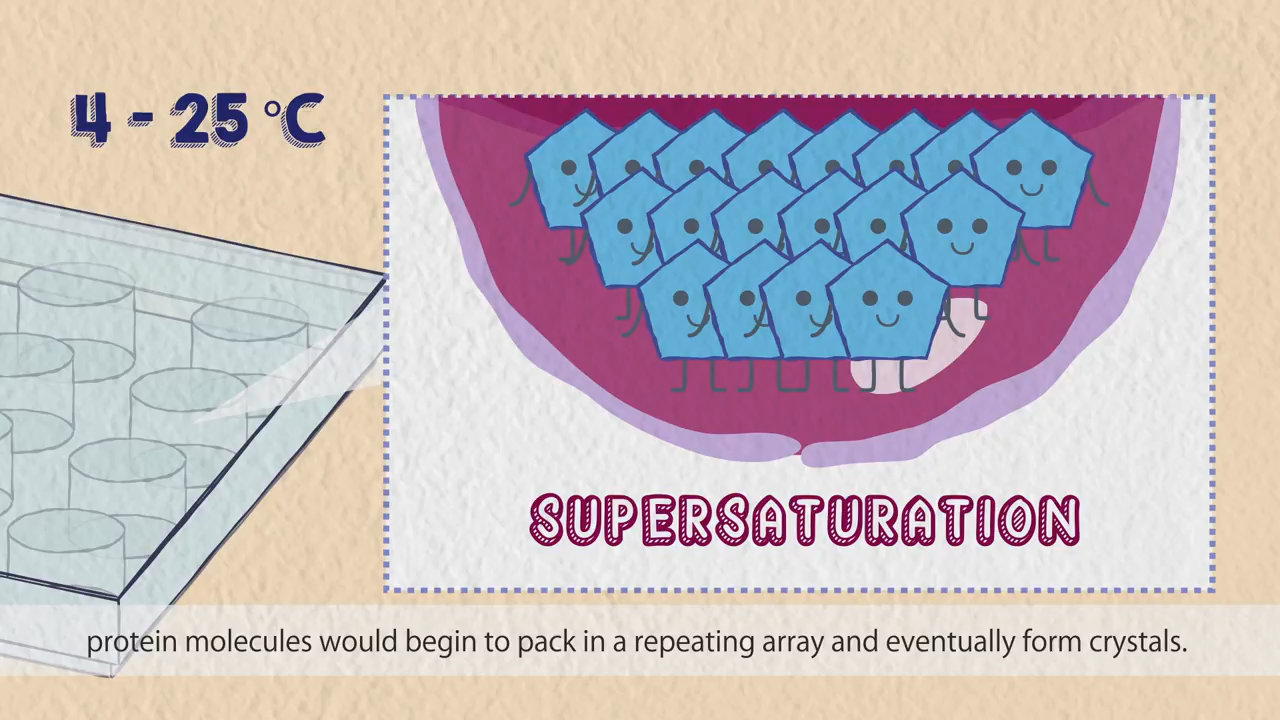 4 - 25 °C
SUPERSATURATION
protein molecules would begin to pack in a repeating array and eventually form crystals.